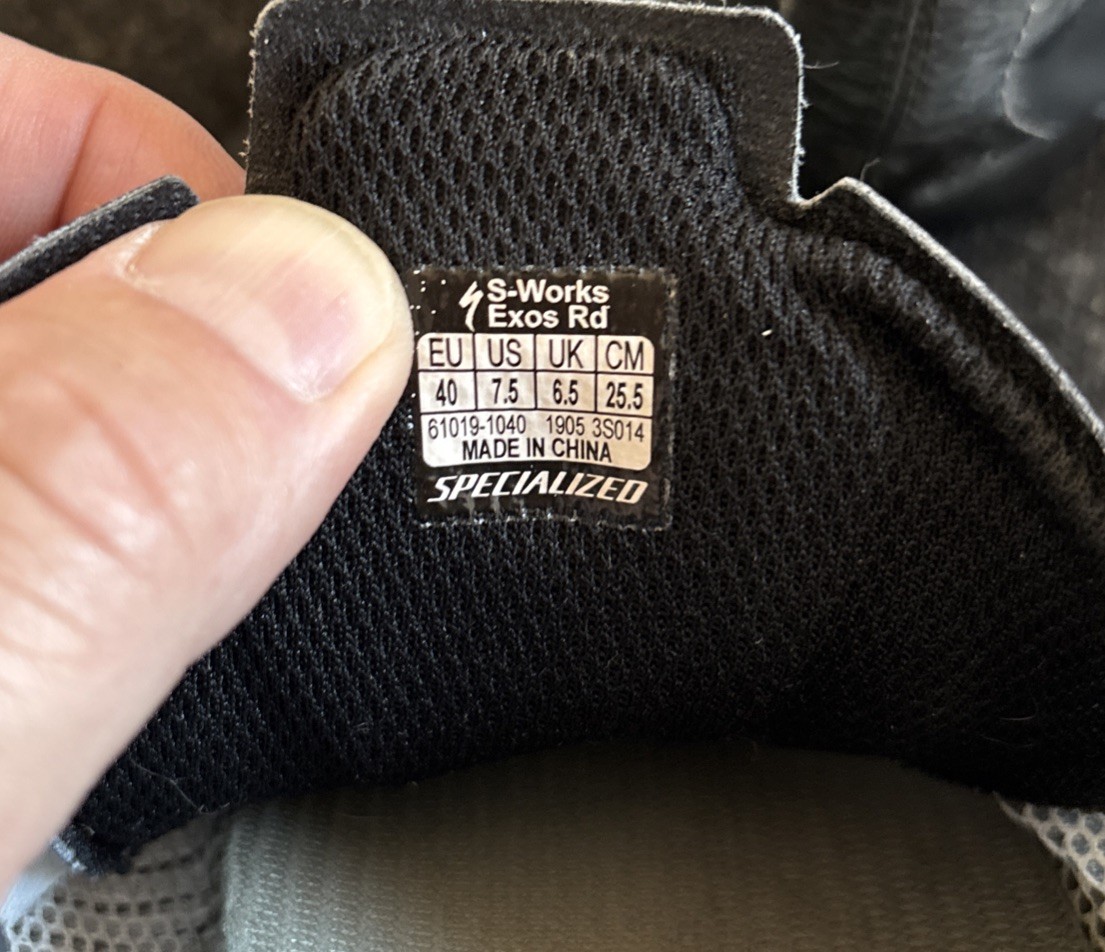 S-Works
Exos Rd
EU US UK CM
40 7.5 6.5 25.5
61019-1040 1905 3S014
MADE IN CHINA
SPECIALIZED